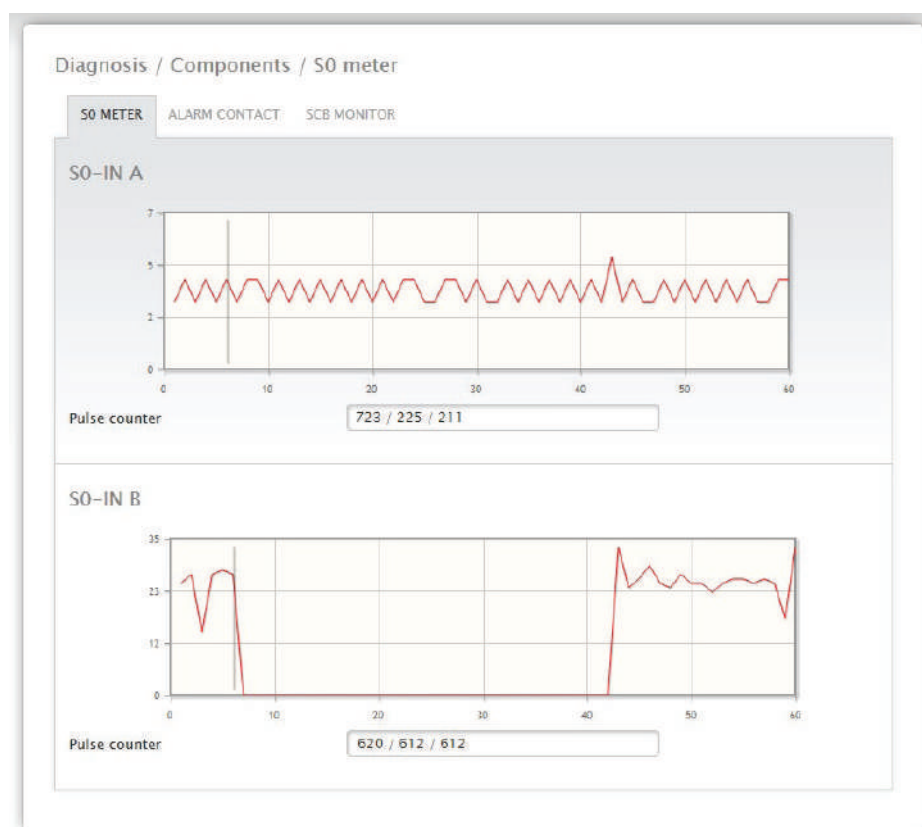 Diagnosis / Components / S0 meter
S0 METER ALARM CONTACT SCB MONITOR
S0-IN A
7
5
2
0
0 10 20 30 40 50 60
Pulse counter 723 / 225 / 211
S0-IN B
35
23
12
0
0 10 20 30 40 50 60
Pulse counter 620 / 612 / 612